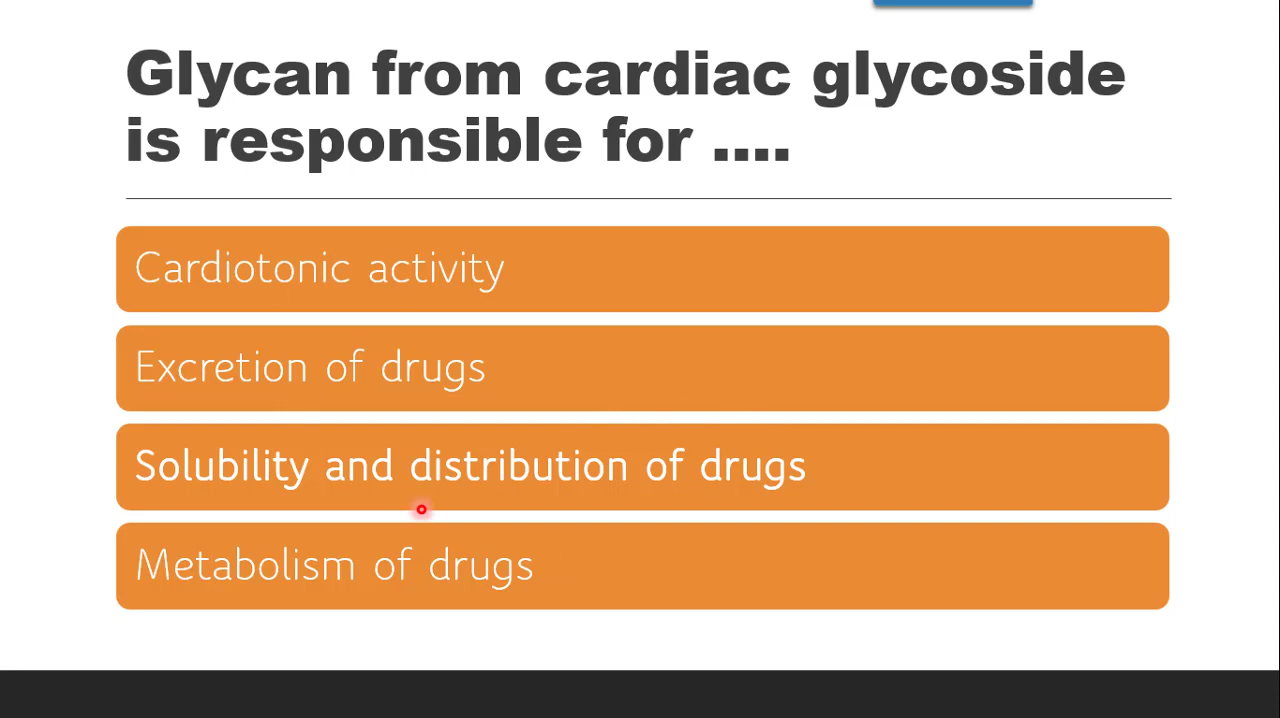 Glycan from cardiac glycoside
is responsible for ....
Cardiotonic activity
Excretion of drugs
Solubility and distribution of drugs
Metabolism of drugs